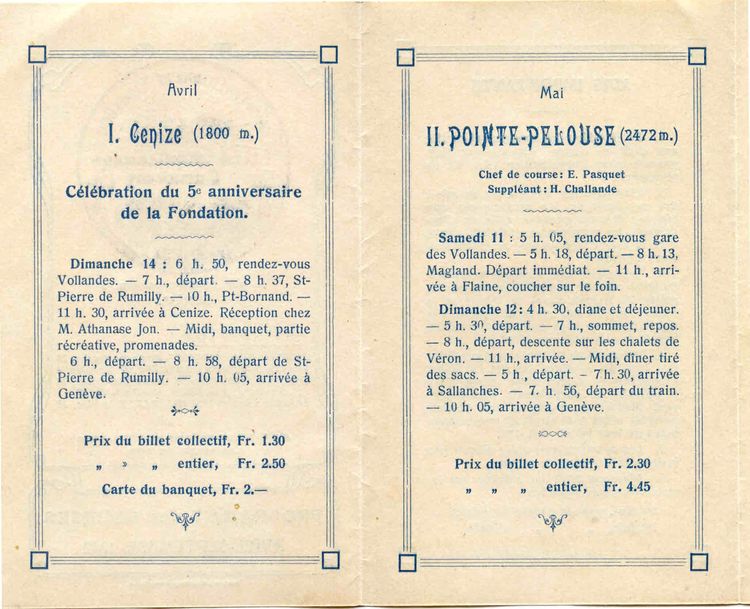 Avril
I. Cenize (1800 m.)
Célébration du 5e anniversaire
de la Fondation.
Dimanche 14 : 6 h. 50, rendez-vous
Vollandes. — 7 h., départ. — 8 h. 37, St-
Pierre de Rumilly. — 10 h., Pt-Bornand. —
11 h. 30, arrivée à Cenize. Réception chez
M. Athanase Jon. — Midi, banquet, partie
récréative, promenades.
6 h., départ. — 8 h. 58, départ de St-
Pierre de Rumilly. — 10 h. 05, arrivée à
Genève.
Prix du billet collectif, Fr. 1.30
„ „ „ entier, Fr. 2.50
Carte du banquet, Fr. 2.—
Mai
II. POINTE-PELOUSE (2472 m.)
Chef de course : E. Pasquet
Suppléant : H. Challande
Samedi 11 : 5 h. 05, rendez-vous gare
des Vollandes. — 5 h. 18, départ. — 8 h. 13,
Magland. Départ immédiat. — 11 h., arri-
vée à Flaine, coucher sur le foin.
Dimanche 12 : 4 h. 30, diane et déjeuner.
— 5 h. 30, départ. — 7 h., sommet, repos.
— 8 h., départ, descente sur les chalets de
Véron. — 11 h., arrivée. — Midi, dîner tiré
des sacs. — 5 h., départ. – 7 h. 30, arrivée
à Sallanches. — 7. h. 56, départ du train.
— 10 h. 05, arrivée à Genève.
Prix du billet collectif, Fr. 2.30
„ „ „ entier, Fr. 4.45